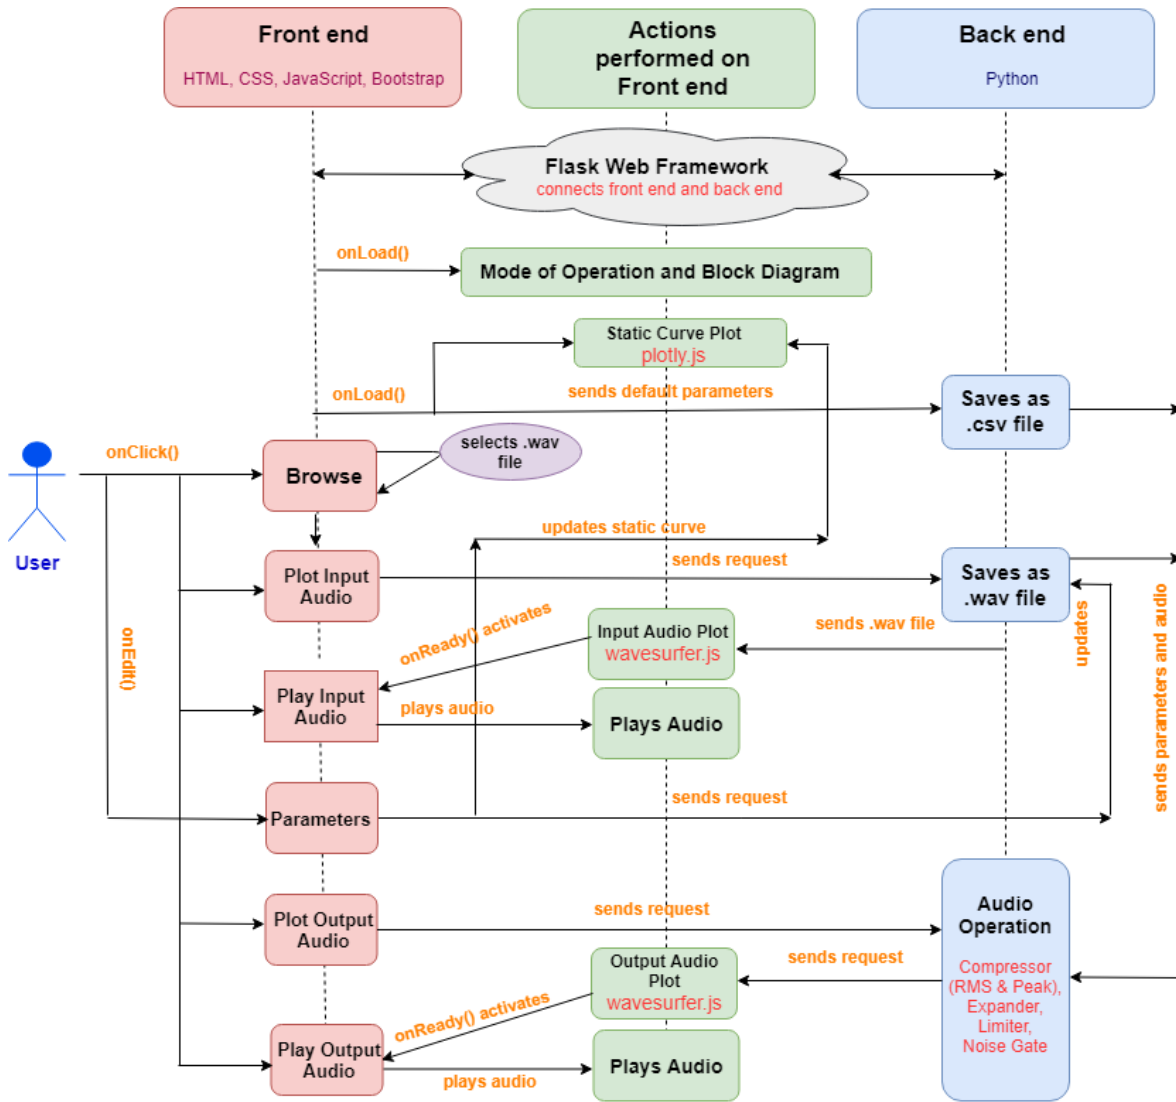 Front end
HTML, CSS, JavaScript, Bootstrap
Actions
performed on
Front end
Back end
Python
Flask Web Framework
connects front end and back end
onLoad()
Mode of Operation and Block Diagram
Static Curve Plot
plotly.js
onLoad()
sends default parameters
Saves as
.csv file
onClick()
selects .wav
file
Browse
User
updates static curve
sends request
Plot Input
Audio
Saves as
.wav file
onEdit()
onReady() activates
Input Audio Plot
wavesurfer.js
sends .wav file
updates
sends parameters and audio
Play Input
Audio
plays audio
Plays Audio
Parameters
sends request
Plot Output
Audio
sends request
Audio
Operation
Compressor
(RMS & Peak),
Expander,
Limiter,
Noise Gate
Output Audio
Plot
wavesurfer.js
sends request
onReady() activates
Play Output
Audio
plays audio
Plays Audio